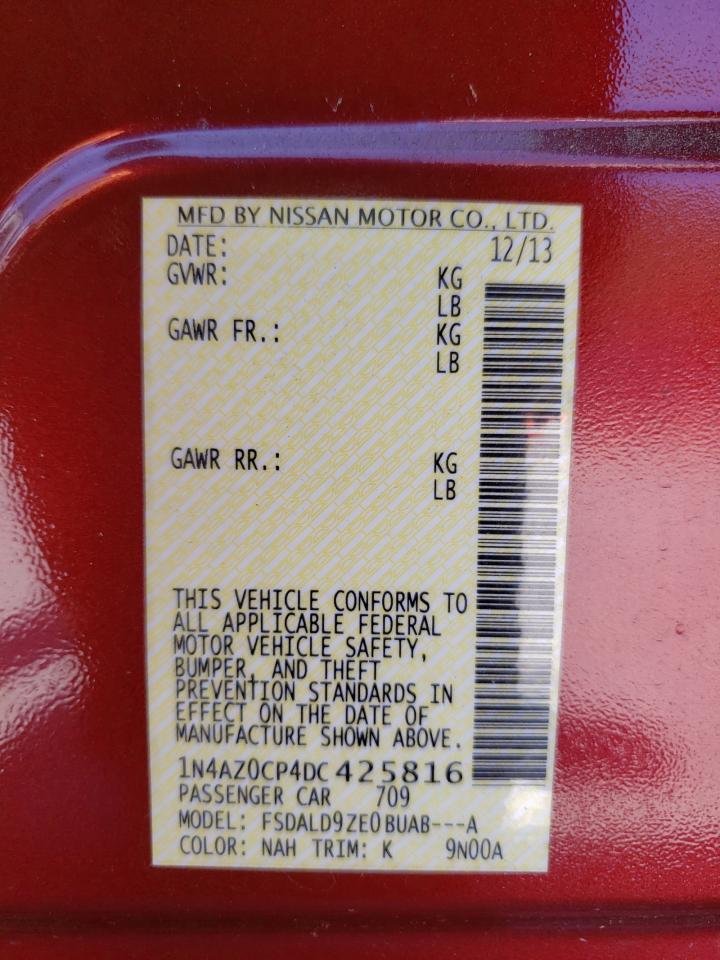 MFD BY NISSAN MOTOR CO., LTD.
DATE: 12/13
GVWR: KG
LB
GAWR FR.: KG
LB
GAWR RR.: KG
LB
THIS VEHICLE CONFORMS TO
ALL APPLICABLE FEDERAL
MOTOR VEHICLE SAFETY,
BUMPER, AND THEFT
PREVENTION STANDARDS IN
EFFECT ON THE DATE OF
MANUFACTURE SHOWN ABOVE.
1N4AZ0CP4DC425816
PASSENGER CAR 709
MODEL: FSDALD9ZE0BUAB---A
COLOR: NAH TRIM: K 9N00A